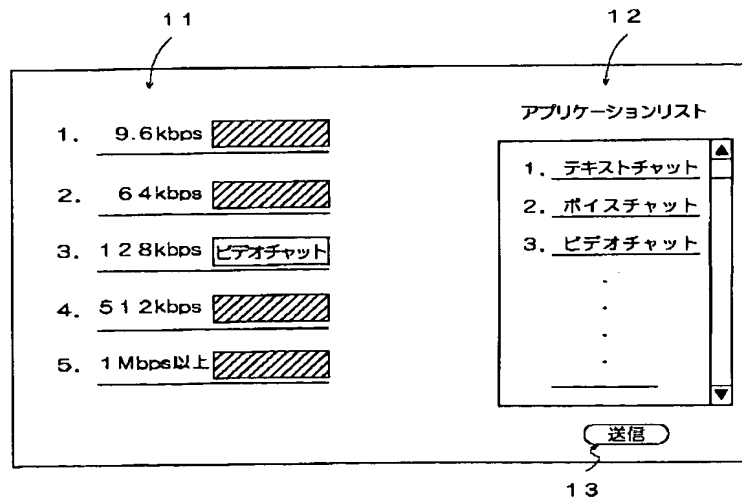 11
12
アプリケーションリスト
1. 9.6kbps
2. 64kbps
3. 128kbps ビデオチャット
4. 512kbps
5. 1Mbps以上
1. テキストチャット
2. ボイスチャット
3. ビデオチャット
送信
13